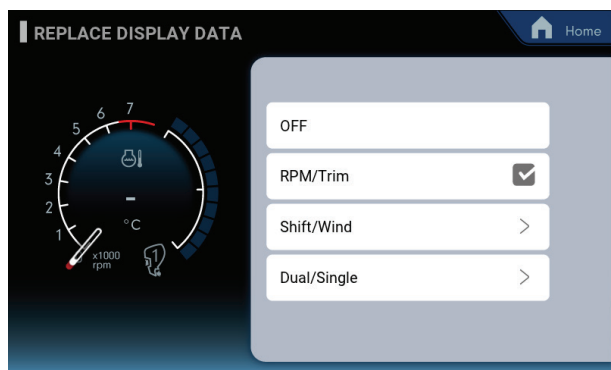 REPLACE DISPLAY DATA
Home
7
6
5
4
3
2
1
-
°C
x1000
rpm
1
OFF
RPM/Trim
Shift/Wind
Dual/Single